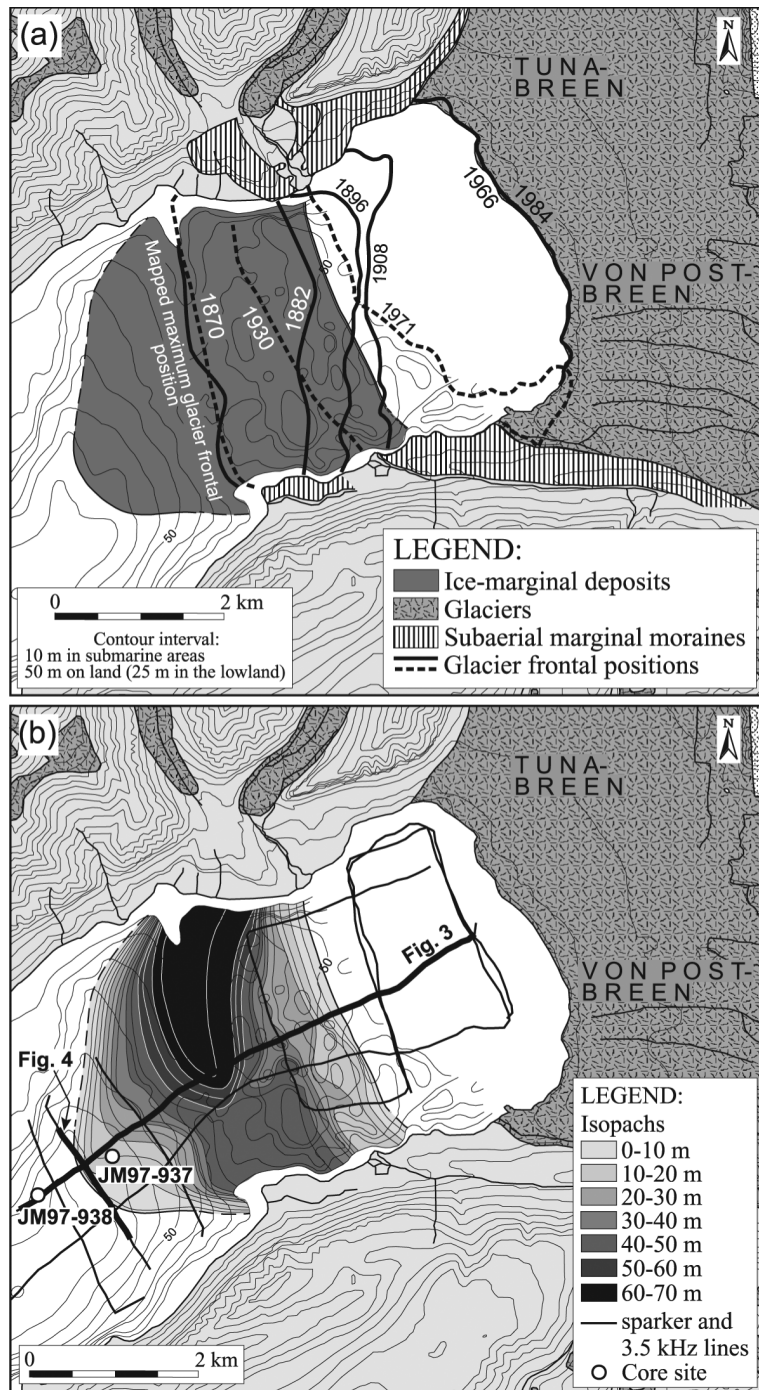 (a)
N
TUNA-
BREEN
1896
1966
1984
1908
50
VON POST-
BREEN
Mapped maximum glacier frontal
position
1870
1930
1882
1971
50
LEGEND:
Ice-marginal deposits
Glaciers
Subaerial marginal moraines
Glacier frontal positions
0 2 km
Contour interval:
10 m in submarine areas
50 m on land (25 m in the lowland)
(b)
N
TUNA-
BREEN
Fig. 3
50
VON POST-
BREEN
Fig. 4
JM97-937
JM97-938
50
LEGEND:
Isopachs
0-10 m
10-20 m
20-30 m
30-40 m
40-50 m
50-60 m
60-70 m
sparker and
3.5 kHz lines
Core site
0 2 km